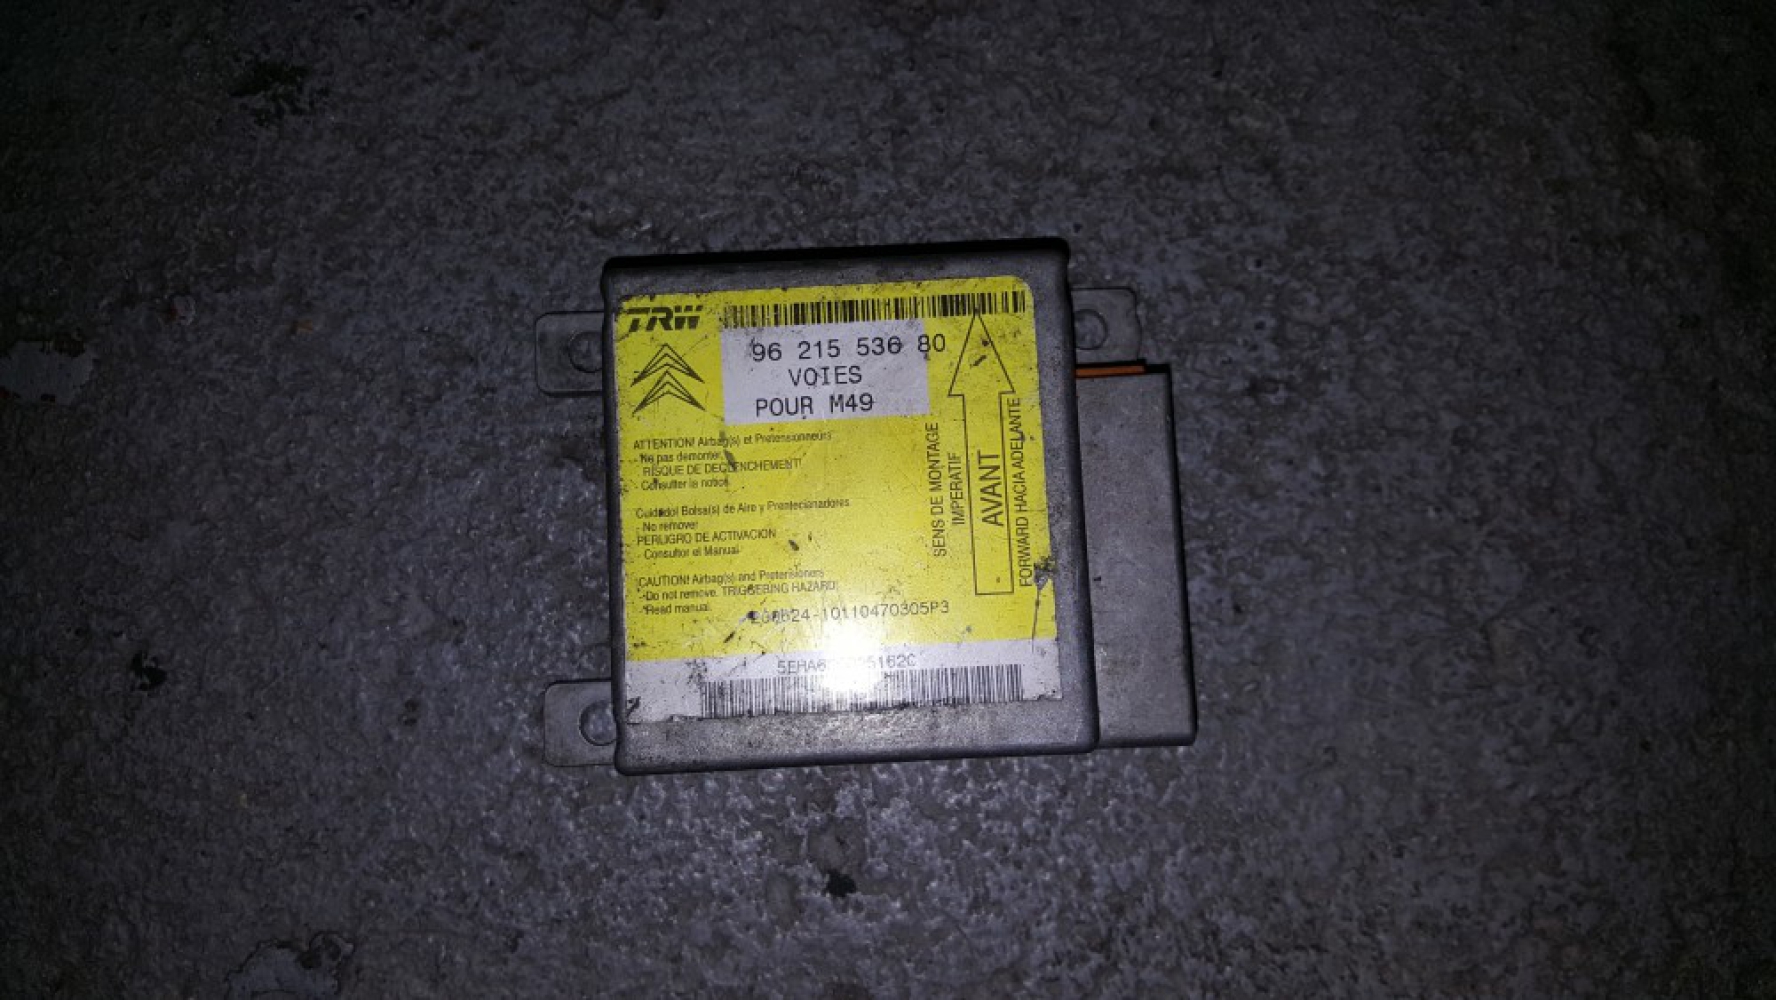 TRW
96 215 536 80
VOIES
POUR M49
ATTENTION! Airbag(s) et Pretensionneurs
- Ne pas demonter.
RISQUE DE DECLENCHEMENT!
- Consulter la notice
Cuidado! Bolsa(s) de Aire y Prentecianadores
- No remover
PERLIGRO DE ACTIVACION
- Consultor el Manual
CAUTION! Airbag(s) and Pretensioners
-Do not remove. TRIGGERING HAZARD!
-Read manual.
SENS DE MONTAGE
IMPERATIF
AVANT
FORWARD HACIA ADELANTE